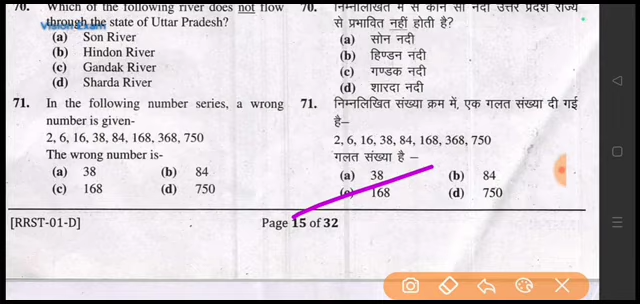 70. Which of the following river does not flow through the state of Uttar Pradesh?
(a) Son River
(b) Hindon River
(c) Gandak River
(d) Sharda River
71. In the following number series, a wrong
number is given-
2, 6, 16, 38, 84, 168, 368, 750
The wrong number is-
(a) 38 (b) 84
(c) 168 (d) 750
70. निम्नलिखित में से कौन सी नदी उत्तर प्रदेश राज्य
से प्रभावित नहीं होती है?
(a) सोन नदी
(b) हिण्डन नदी
(c) गण्डक नदी
(d) शारदा नदी
71. निम्नलिखित संख्या क्रम में, एक गलत संख्या दी गई
है–
2, 6, 16, 38, 84, 168, 368, 750
गलत संख्या है –
(a) 38 (b) 84
(c) 168 (d) 750
[RRST-01-D] Page 15 of 32